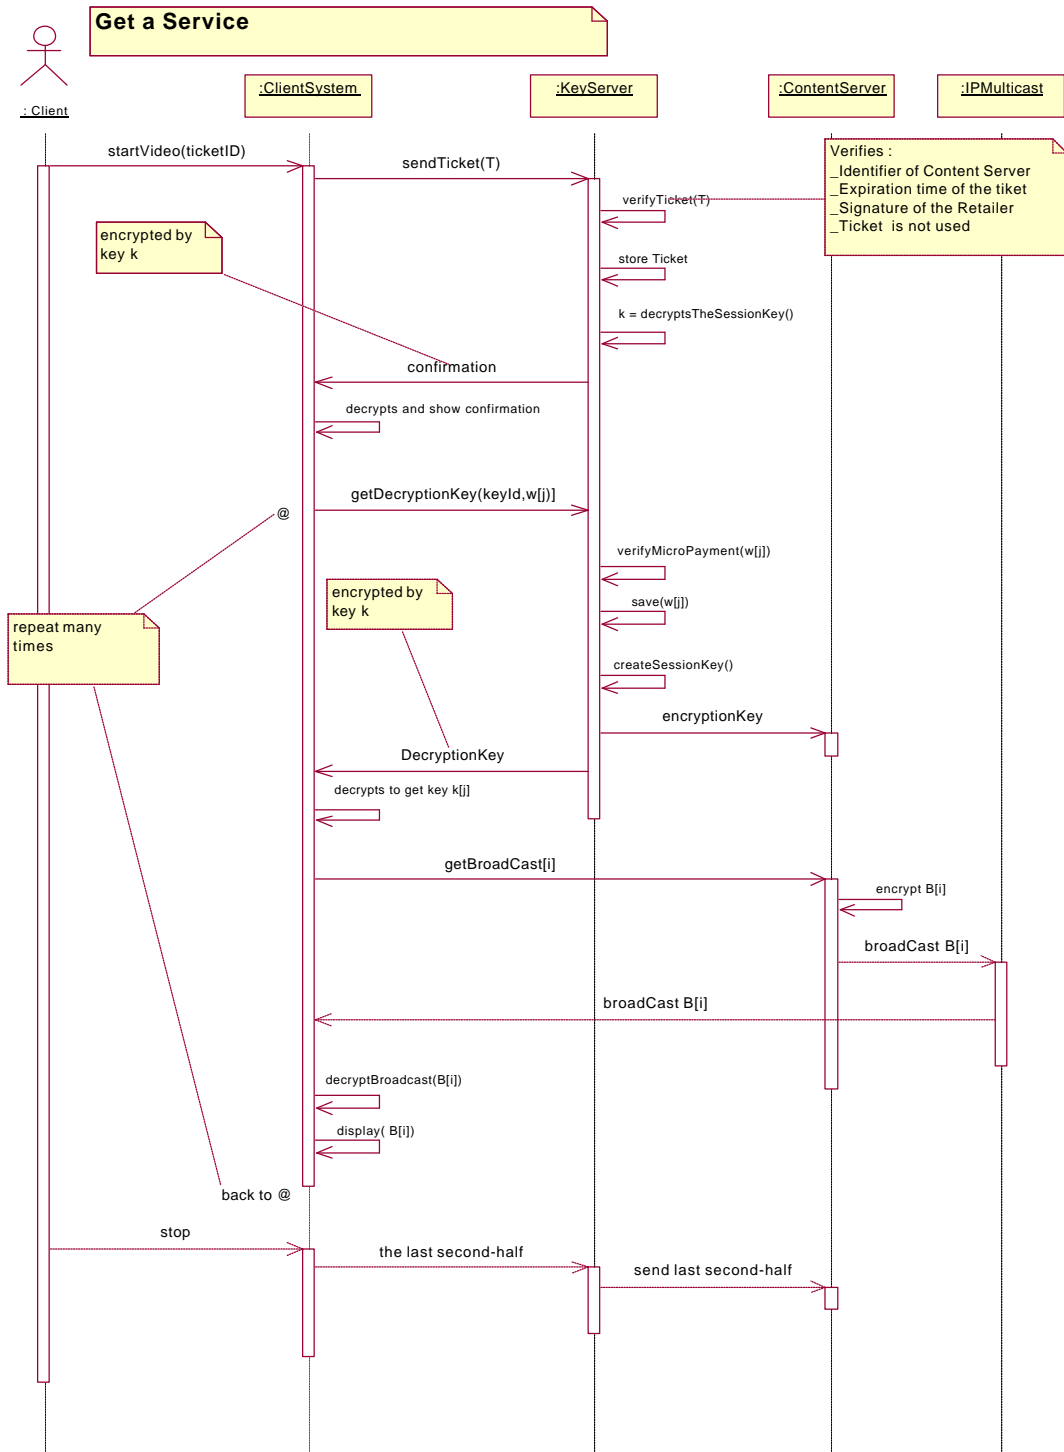 Get a Service
: Client
:ClientSystem
:KeyServer
:ContentServer
:IPMulticast
startVideo(ticketID)
sendTicket(T)
Verifies :
_Identifier of Content Server
_Expiration time of the tiket
_Signature of the Retailer
_Ticket is not used
verifyTicket(T)
encrypted by
key k
store Ticket
k = decryptsTheSessionKey()
confirmation
decrypts and show confirmation
getDecryptionKey(keyId,w[j)]
@
verifyMicroPayment(w[j])
encrypted by
key k
save(w[j])
repeat many
times
createSessionKey()
encryptionKey
DecryptionKey
decrypts to get key k[j]
getBroadCast[i]
encrypt B[i]
broadCast B[i]
broadCast B[i]
decryptBroadcast(B[i])
display( B[i])
back to @
stop
the last second-half
send last second-half